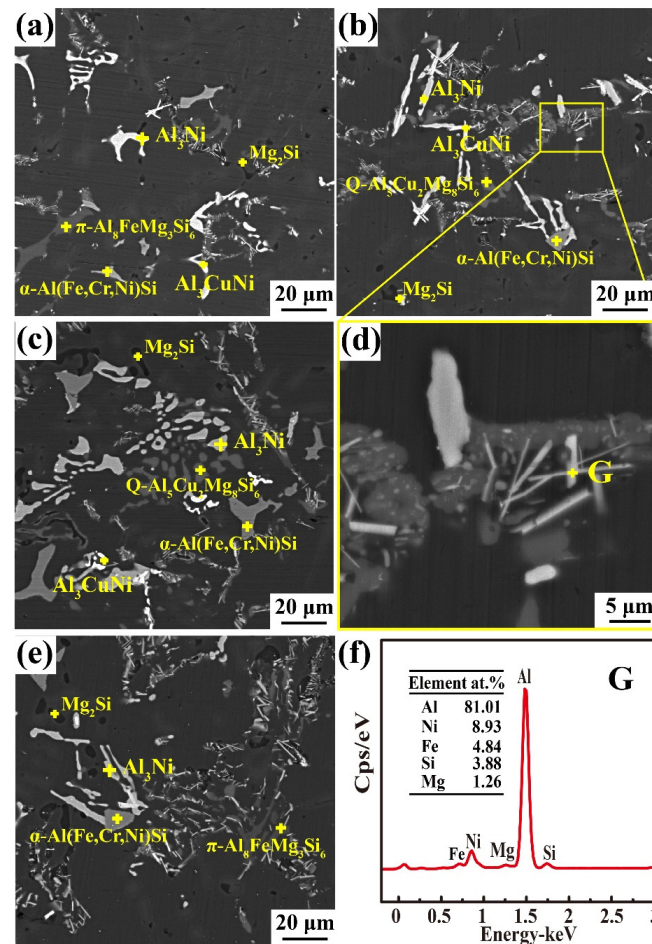 (a)
Al₃Ni
Mg₂Si
π-Al₈FeMg₃Si₆
α-Al(Fe,Cr,Ni)Si
Al₃CuNi
20 μm
(b)
Al₃Ni
Al₃CuNi
Q-Al₅Cu₂Mg₈Si₆
α-Al(Fe,Cr,Ni)Si
Mg₂Si
20 μm
(c)
Mg₂Si
Al₃Ni
Q-Al₅Cu₂Mg₈Si₆
α-Al(Fe,Cr,Ni)Si
Al₃CuNi
20 μm
(d)
G
5 μm
(e)
Mg₂Si
Al₃Ni
α-Al(Fe,Cr,Ni)Si
π-Al₈FeMg₃Si₆
20 μm
(f)
G
Element at.%
Al 81.01
Ni 8.93
Fe 4.84
Si 3.88
Mg 1.26
Al
Fe Ni Mg Si
Cps/eV
0 1 1.5 2 3
Energy-keV